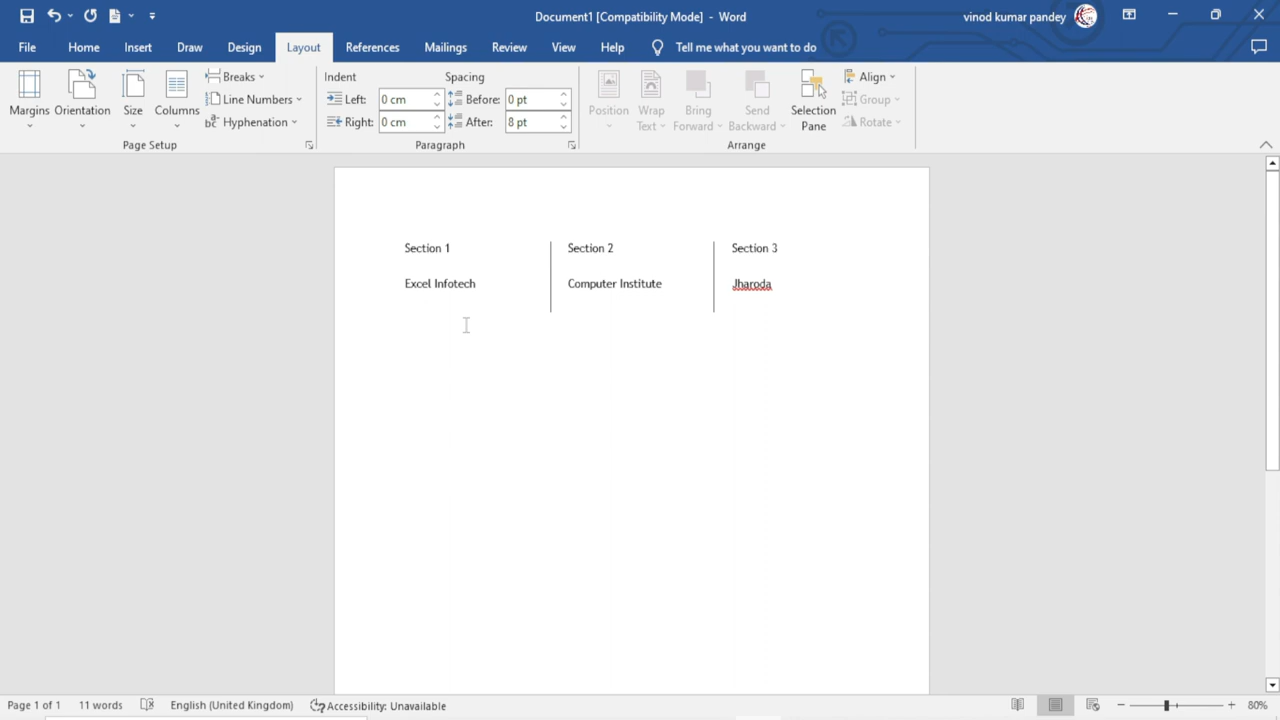 Document1 [Compatibility Mode] - Word
vinod kumar pandey
File Home Insert Draw Design Layout References Mailings Review View Help Tell me what you want to do
Margins
Orientation
Size
Columns
Breaks
Line Numbers
Hyphenation
Page Setup
Indent
Left: 0 cm
Right: 0 cm
Spacing
Before: 0 pt
After: 8 pt
Paragraph
Position
Wrap
Text
Bring
Forward
Send
Backward
Selection
Pane
Align
Group
Rotate
Arrange
Section 1
Excel Infotech
Section 2
Computer Institute
Section 3
Jharoda
Page 1 of 1 11 words English (United Kingdom) Accessibility: Unavailable 80%